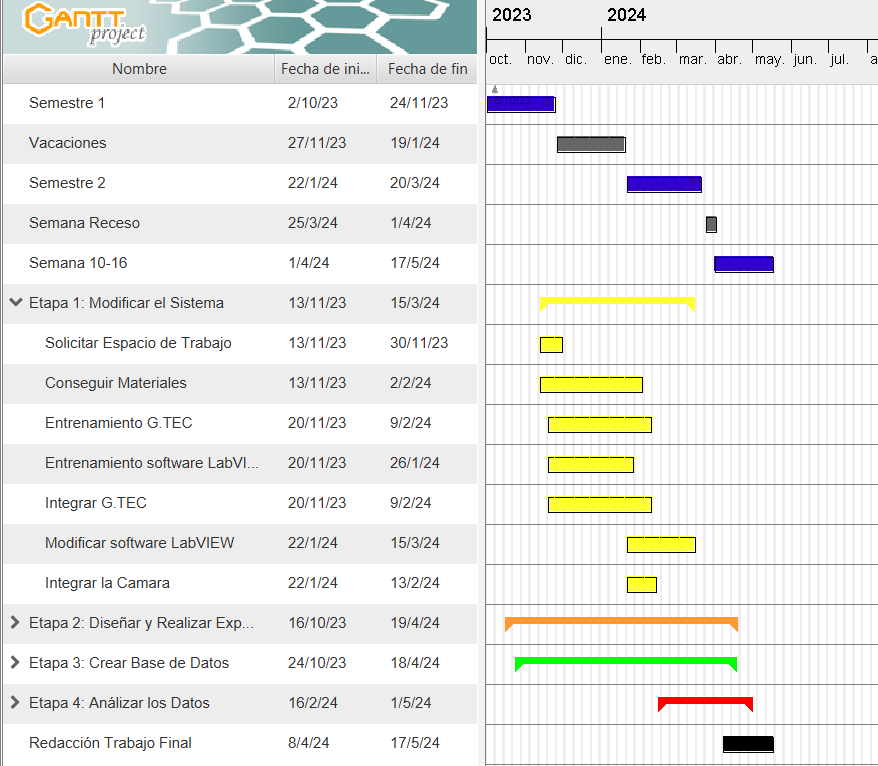 GANTT
project
2023 2024
Nombre Fecha de ini... Fecha de fin oct. nov. dic. ene. feb. mar. abr. may. jun. jul. a
Semestre 1 2/10/23 24/11/23
Vacaciones 27/11/23 19/1/24
Semestre 2 22/1/24 20/3/24
Semana Receso 25/3/24 1/4/24
Semana 10-16 1/4/24 17/5/24
Etapa 1: Modificar el Sistema 13/11/23 15/3/24
Solicitar Espacio de Trabajo 13/11/23 30/11/23
Conseguir Materiales 13/11/23 2/2/24
Entrenamiento G.TEC 20/11/23 9/2/24
Entrenamiento software LabVI... 20/11/23 26/1/24
Integrar G.TEC 20/11/23 9/2/24
Modificar software LabVIEW 22/1/24 15/3/24
Integrar la Camara 22/1/24 13/2/24
Etapa 2: Diseñar y Realizar Exp... 16/10/23 19/4/24
Etapa 3: Crear Base de Datos 24/10/23 18/4/24
Etapa 4: Análizar los Datos 16/2/24 1/5/24
Redacción Trabajo Final 8/4/24 17/5/24